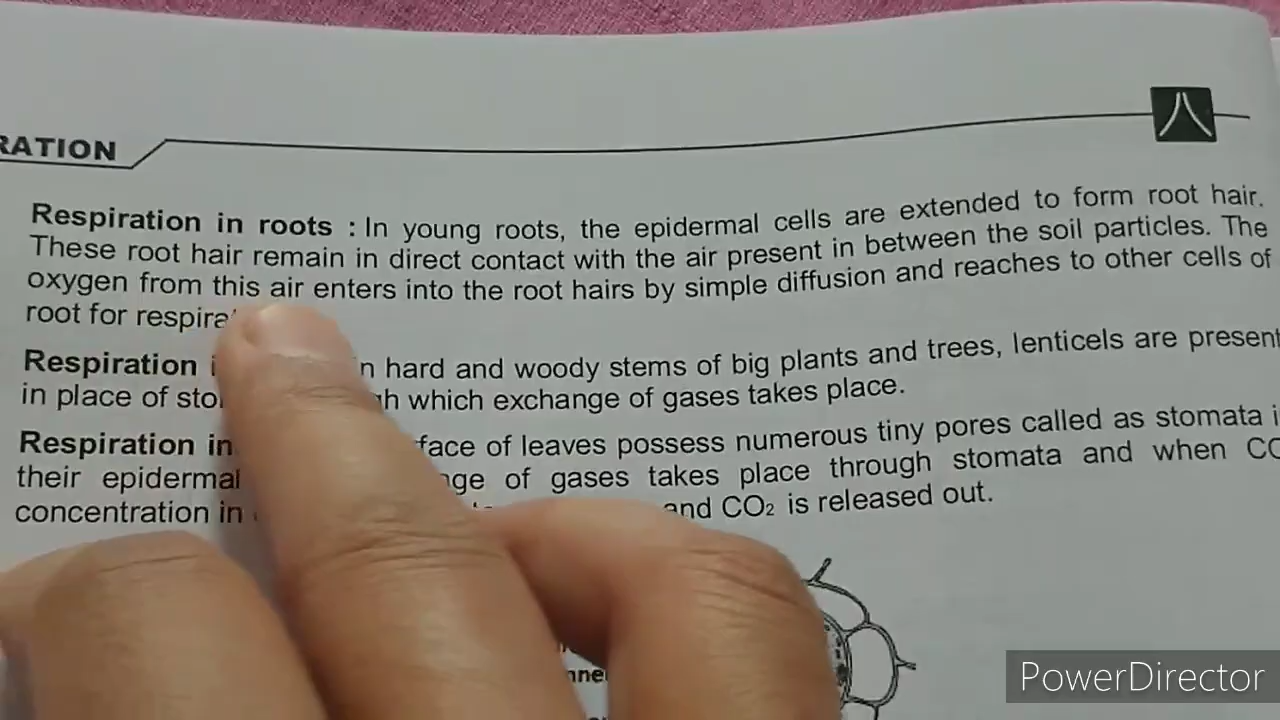 RATION
Respiration in roots : In young roots, the epidermal cells are extended to form root hair.
These root hair remain in direct contact with the air present in between the soil particles. The
oxygen from this air enters into the root hairs by simple diffusion and reaches to other cells of
root for respira
Respiration in hard and woody stems of big plants and trees, lenticels are present
in place of which exchange of gases takes place.
Respiration in face of leaves possess numerous tiny pores called as stomata
their epidermal of gases takes place through stomata and when
concentration in and CO2 is released out.
PowerDirector